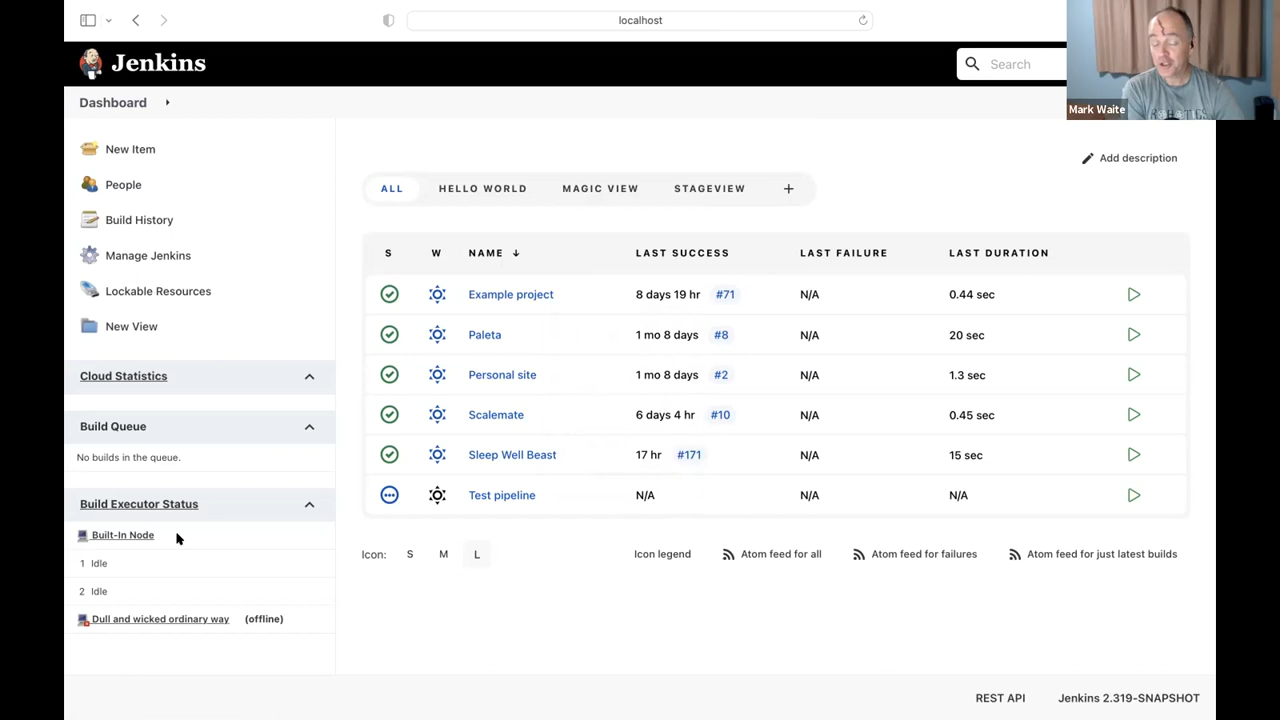 localhost
Jenkins
Search
Mark Waite
Dashboard
New Item
People
Build History
Manage Jenkins
Lockable Resources
New View
Cloud Statistics
Build Queue
No builds in the queue.
Build Executor Status
Built-In Node
1 Idle
2 Idle
Dull and wicked ordinary way (offline)
Add description
ALL HELLO WORLD MAGIC VIEW STAGEVIEW +
S W NAME ↓ LAST SUCCESS LAST FAILURE LAST DURATION
Example project 8 days 19 hr #71 N/A 0.44 sec
Paleta 1 mo 8 days #8 N/A 20 sec
Personal site 1 mo 8 days #2 N/A 1.3 sec
Scalemate 6 days 4 hr #10 N/A 0.45 sec
Sleep Well Beast 17 hr #171 N/A 15 sec
Test pipeline N/A N/A N/A
Icon: S M L Icon legend Atom feed for all Atom feed for failures Atom feed for just latest builds
REST API Jenkins 2.319-SNAPSHOT